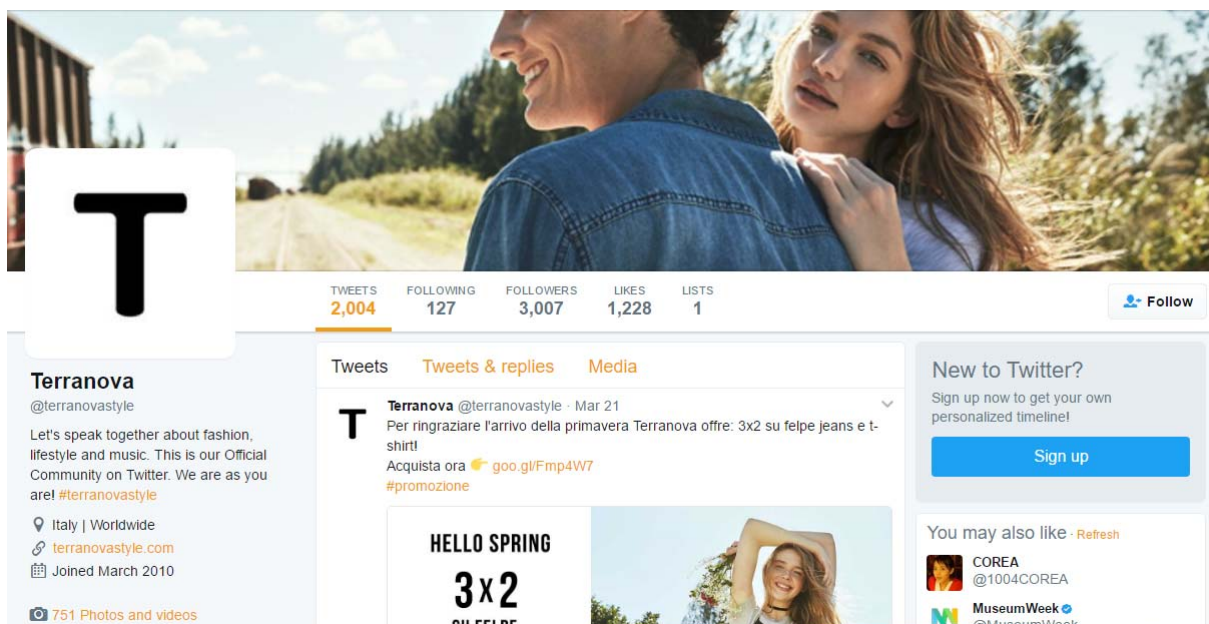 T
TWEETS FOLLOWING FOLLOWERS LIKES LISTS
2,004 127 3,007 1,228 1
Follow
Terranova
@terranovastyle
Let's speak together about fashion,
lifestyle and music. This is our Official
Community on Twitter. We are as you
are! #terranovastyle
Italy | Worldwide
terranovastyle.com
Joined March 2010
751 Photos and videos
Tweets Tweets & replies Media
T
Terranova @terranovastyle · Mar 21
Per ringraziare l'arrivo della primavera Terranova offre: 3x2 su felpe jeans e t-
shirt!
Acquista ora 👉 goo.gl/Fmp4W7
#promozione
HELLO SPRING
3x2
SU FELPE
New to Twitter?
Sign up now to get your own
personalized timeline!
Sign up
You may also like · Refresh
COREA
@1004COREA
MuseumWeek
@MuseumWeek